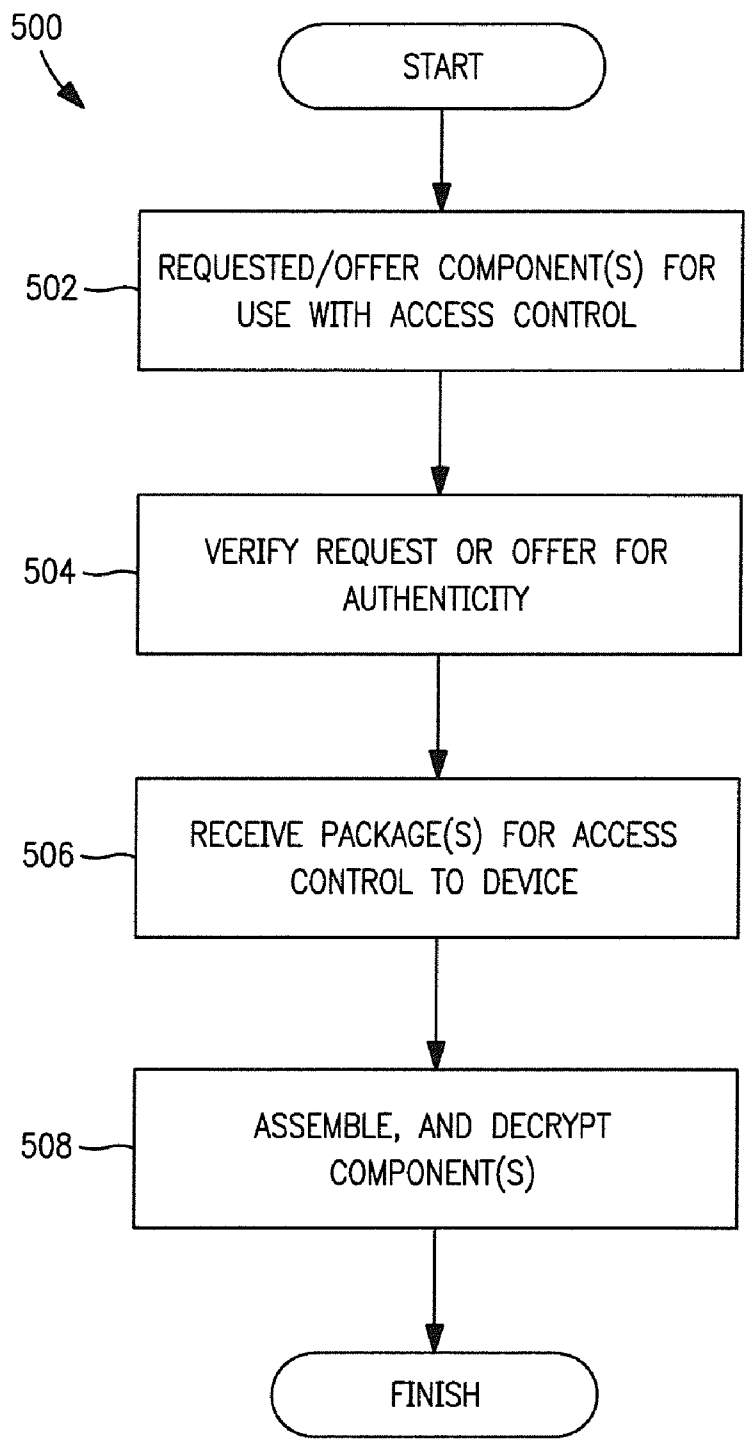 500
START
502
REQUESTED/OFFER COMPONENT(S) FOR
USE WITH ACCESS CONTROL
504
VERIFY REQUEST OR OFFER FOR
AUTHENTICITY
506
RECEIVE PACKAGE(S) FOR ACCESS
CONTROL TO DEVICE
508
ASSEMBLE, AND DECRYPT
COMPONENT(S)
FINISH